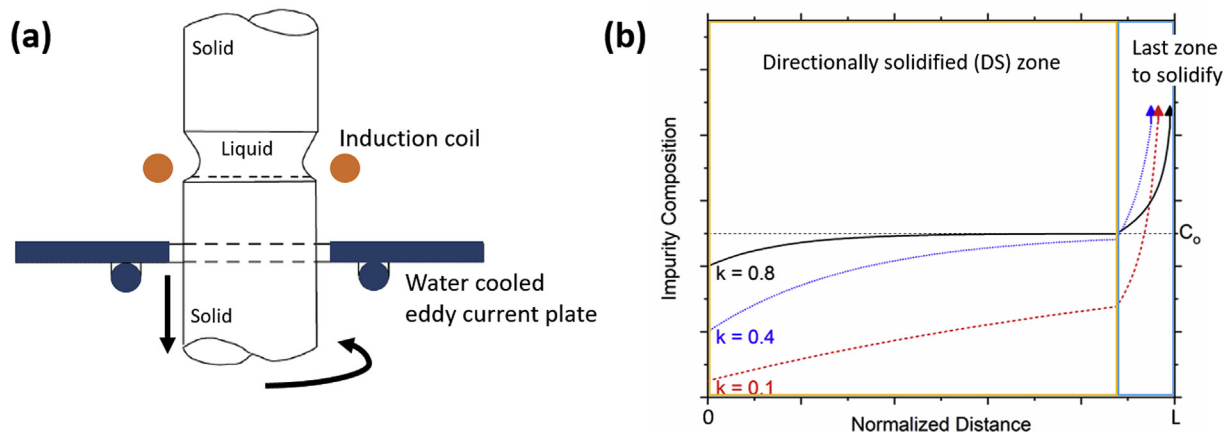 (a)
Solid
Liquid
Induction coil
Water cooled
eddy current plate
Solid
(b)
Impurity Composition
Directionally solidified (DS) zone
Last zone
to solidify
Co
k = 0.8
k = 0.4
k = 0.1
0
L
Normalized Distance